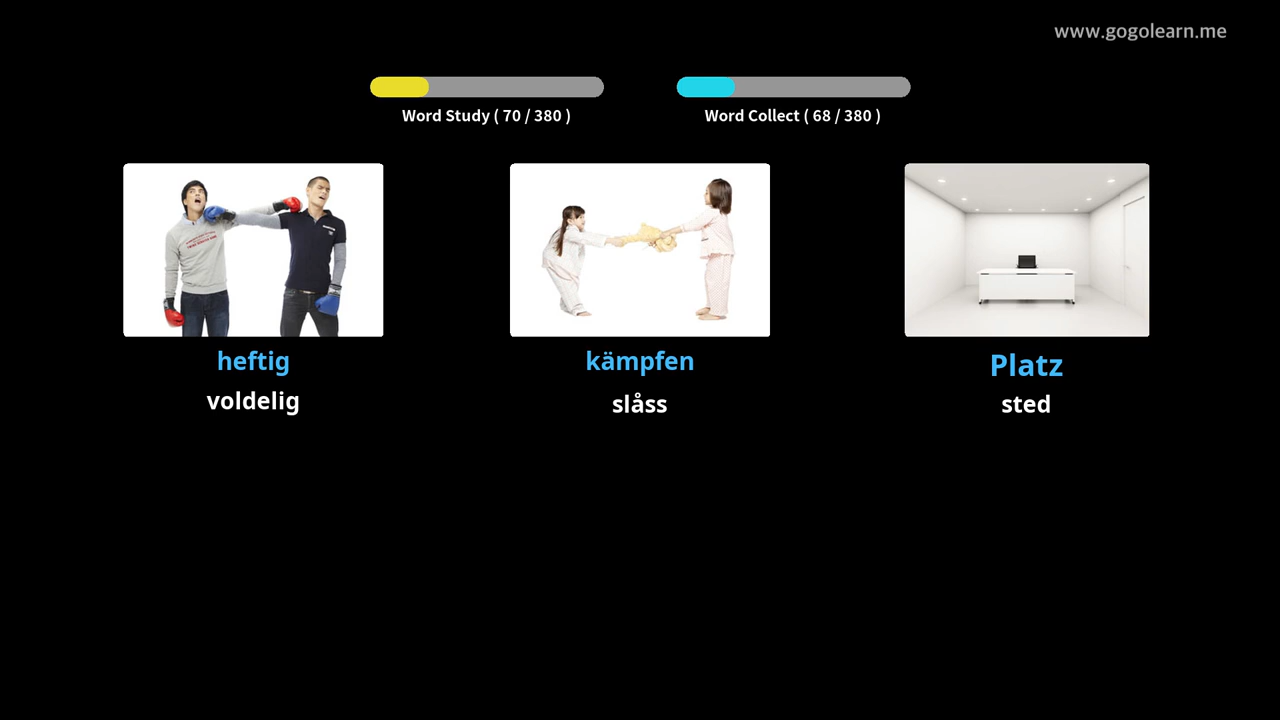 www.gogolearn.me
Word Study ( 70 / 380 )
Word Collect ( 68 / 380 )
heftig
voldelig
kämpfen
slåss
Platz
sted